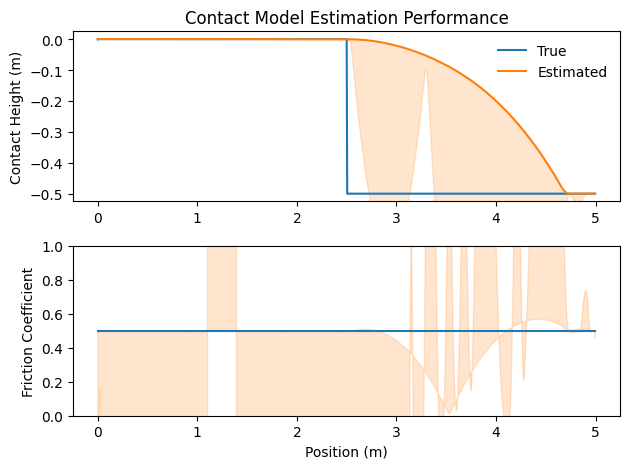 Contact Model Estimation Performance
Contact Height (m)
0.0
−0.1
−0.2
−0.3
−0.4
−0.5
True
Estimated
0 1 2 3 4 5
Friction Coefficient
1.0
0.8
0.6
0.4
0.2
0.0
0 1 2 3 4 5
Position (m)